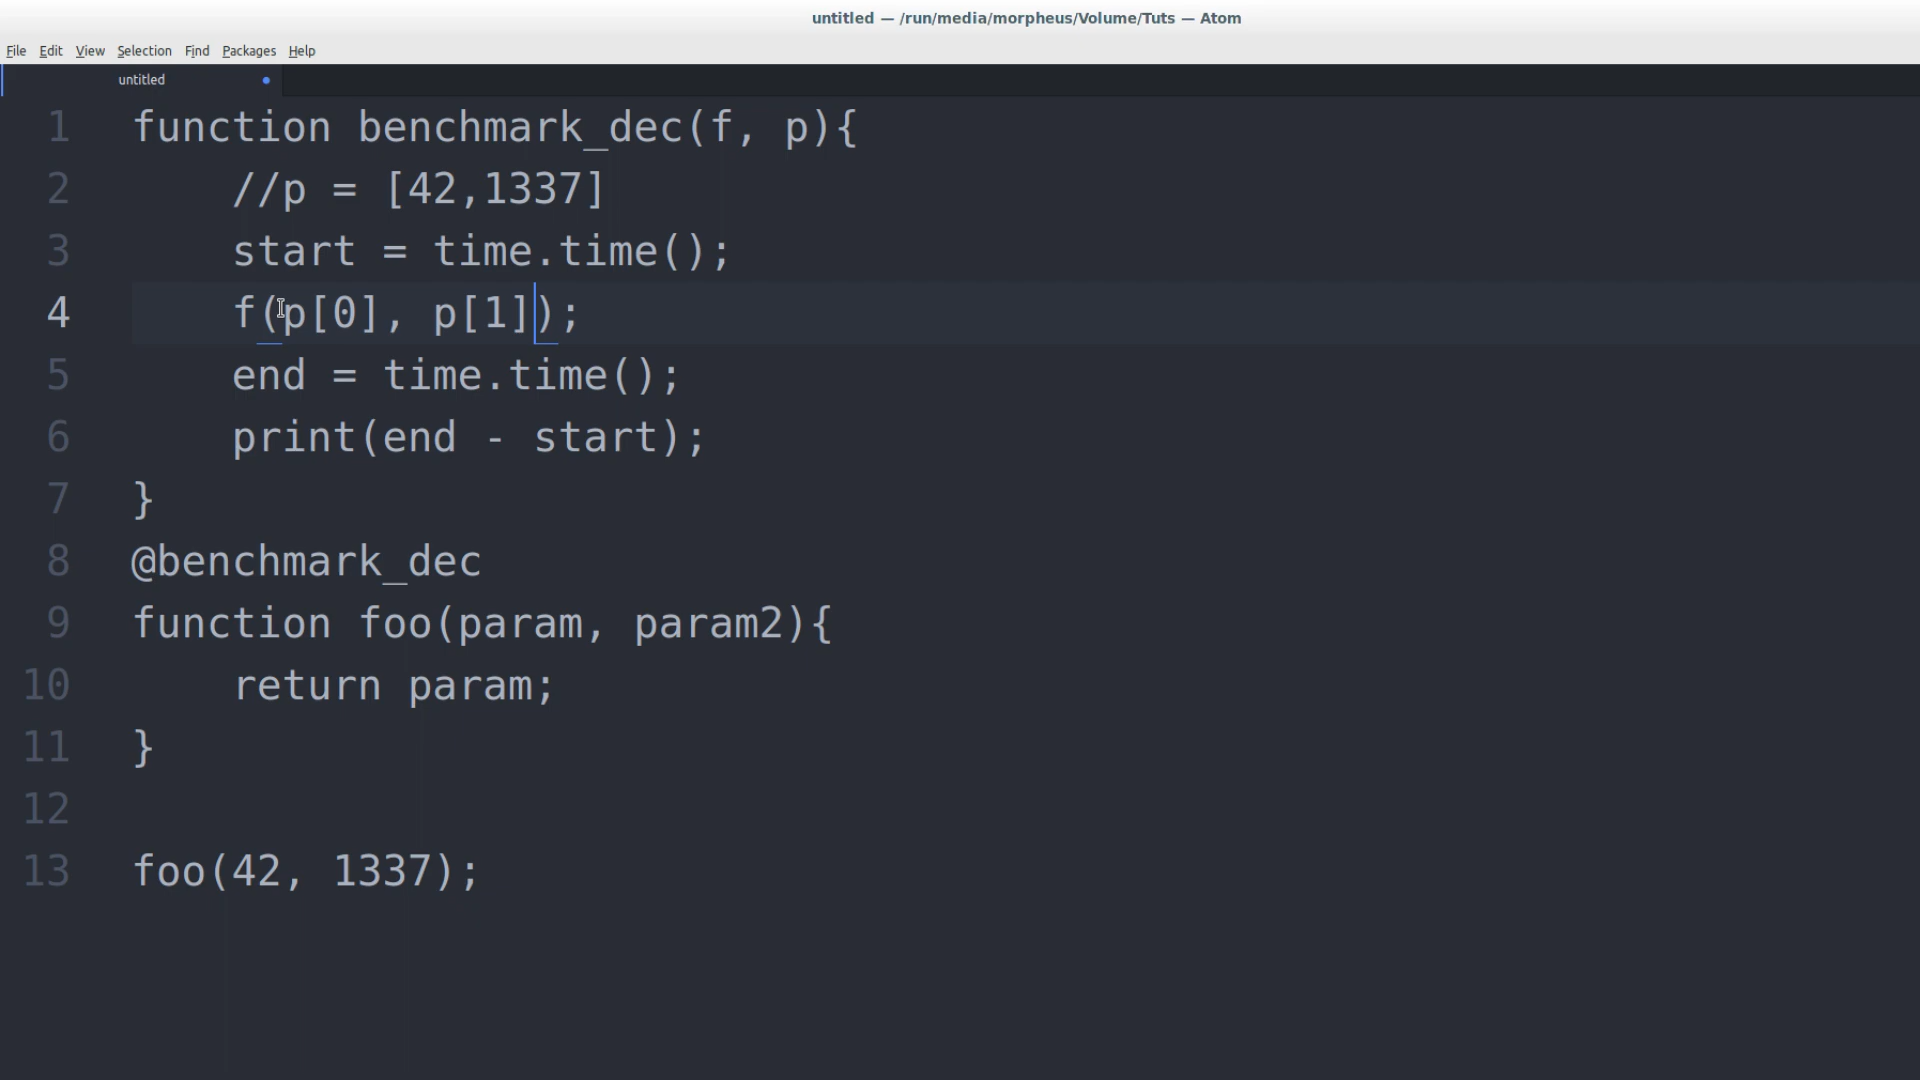 untitled — /run/media/morpheus/Volume/Tuts — Atom
File Edit View Selection Find Packages Help
untitled
1 function benchmark_dec(f, p){
2 //p = [42,1337]
3 start = time.time();
4 f(p[0], p[1]);
5 end = time.time();
6 print(end - start);
7 }
8 @benchmark_dec
9 function foo(param, param2){
10 return param;
11 }
12
13 foo(42, 1337);